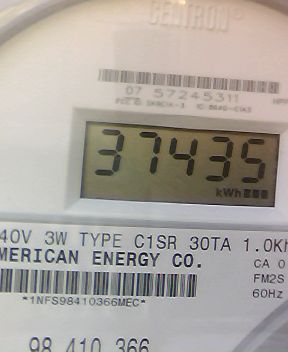 CENTRON®
07 57245311
37435
kWh
40V 3W TYPE C1SR 30TA 1.0Kh
MERICAN ENERGY CO.
CA 0
FM2S
60Hz
*1NFS98410366MEC*
98 410 366